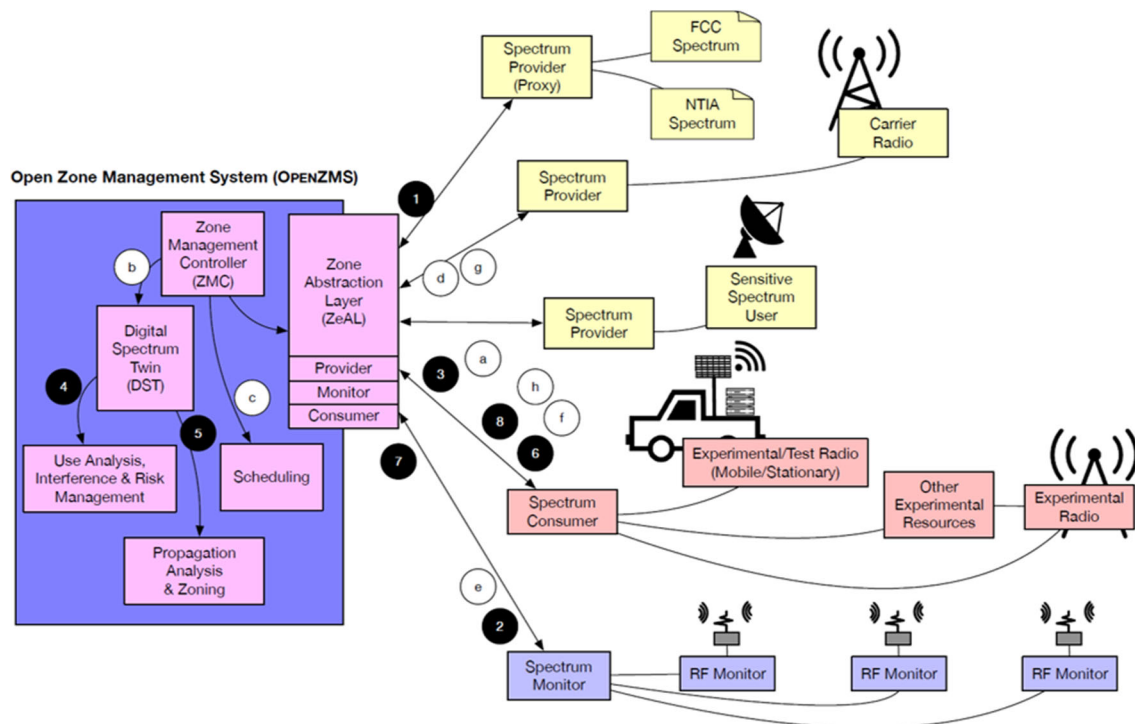 FCC
Spectrum
Spectrum
Provider
(Proxy)
NTIA
Spectrum
Carrier
Radio
Open Zone Management System (OPENZMS)
1
Spectrum
Provider
Zone
Management
Controller
(ZMC)
Zone
Abstraction
Layer
(ZeAL)
b
d
g
Sensitive
Spectrum
User
Digital
Spectrum
Twin
(DST)
Spectrum
Provider
Provider
Monitor
Consumer
4
c
5
3
a
h
8
f
6
7
Use Analysis,
Interference & Risk
Management
Scheduling
Experimental/Test Radio
(Mobile/Stationary)
Spectrum
Consumer
Other
Experimental
Resources
Experimental
Radio
Propagation
Analysis
& Zoning
e
2
Spectrum
Monitor
RF Monitor
RF Monitor
RF Monitor